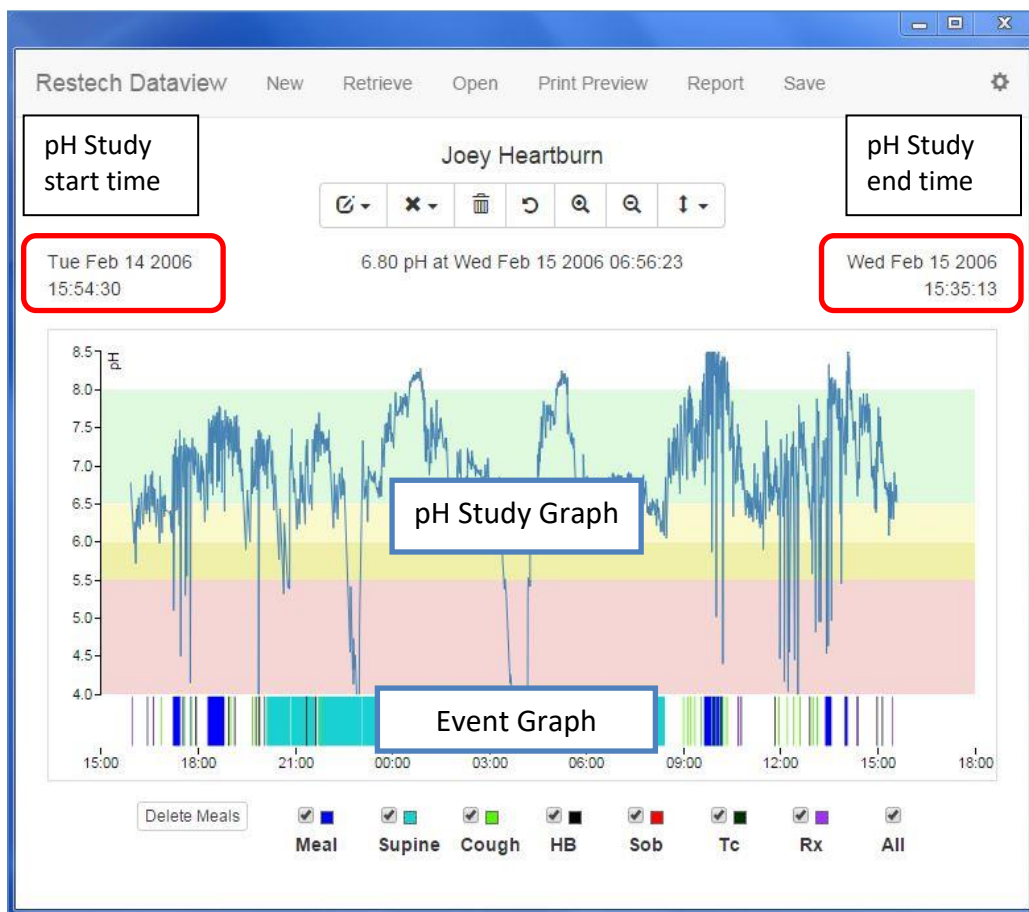 Restech Dataview New Retrieve Open Print Preview Report Save
pH Study
start time
Joey Heartburn
pH Study
end time
Tue Feb 14 2006
15:54:30
6.80 pH at Wed Feb 15 2006 06:56:23
Wed Feb 15 2006
15:35:13
pH
8.5
8.0
7.5
7.0
6.5
6.0
5.5
5.0
4.5
4.0
pH Study Graph
Event Graph
15:00 18:00 21:00 00:00 03:00 06:00 09:00 12:00 15:00 18:00
Delete Meals
Meal Supine Cough HB Sob Tc Rx All